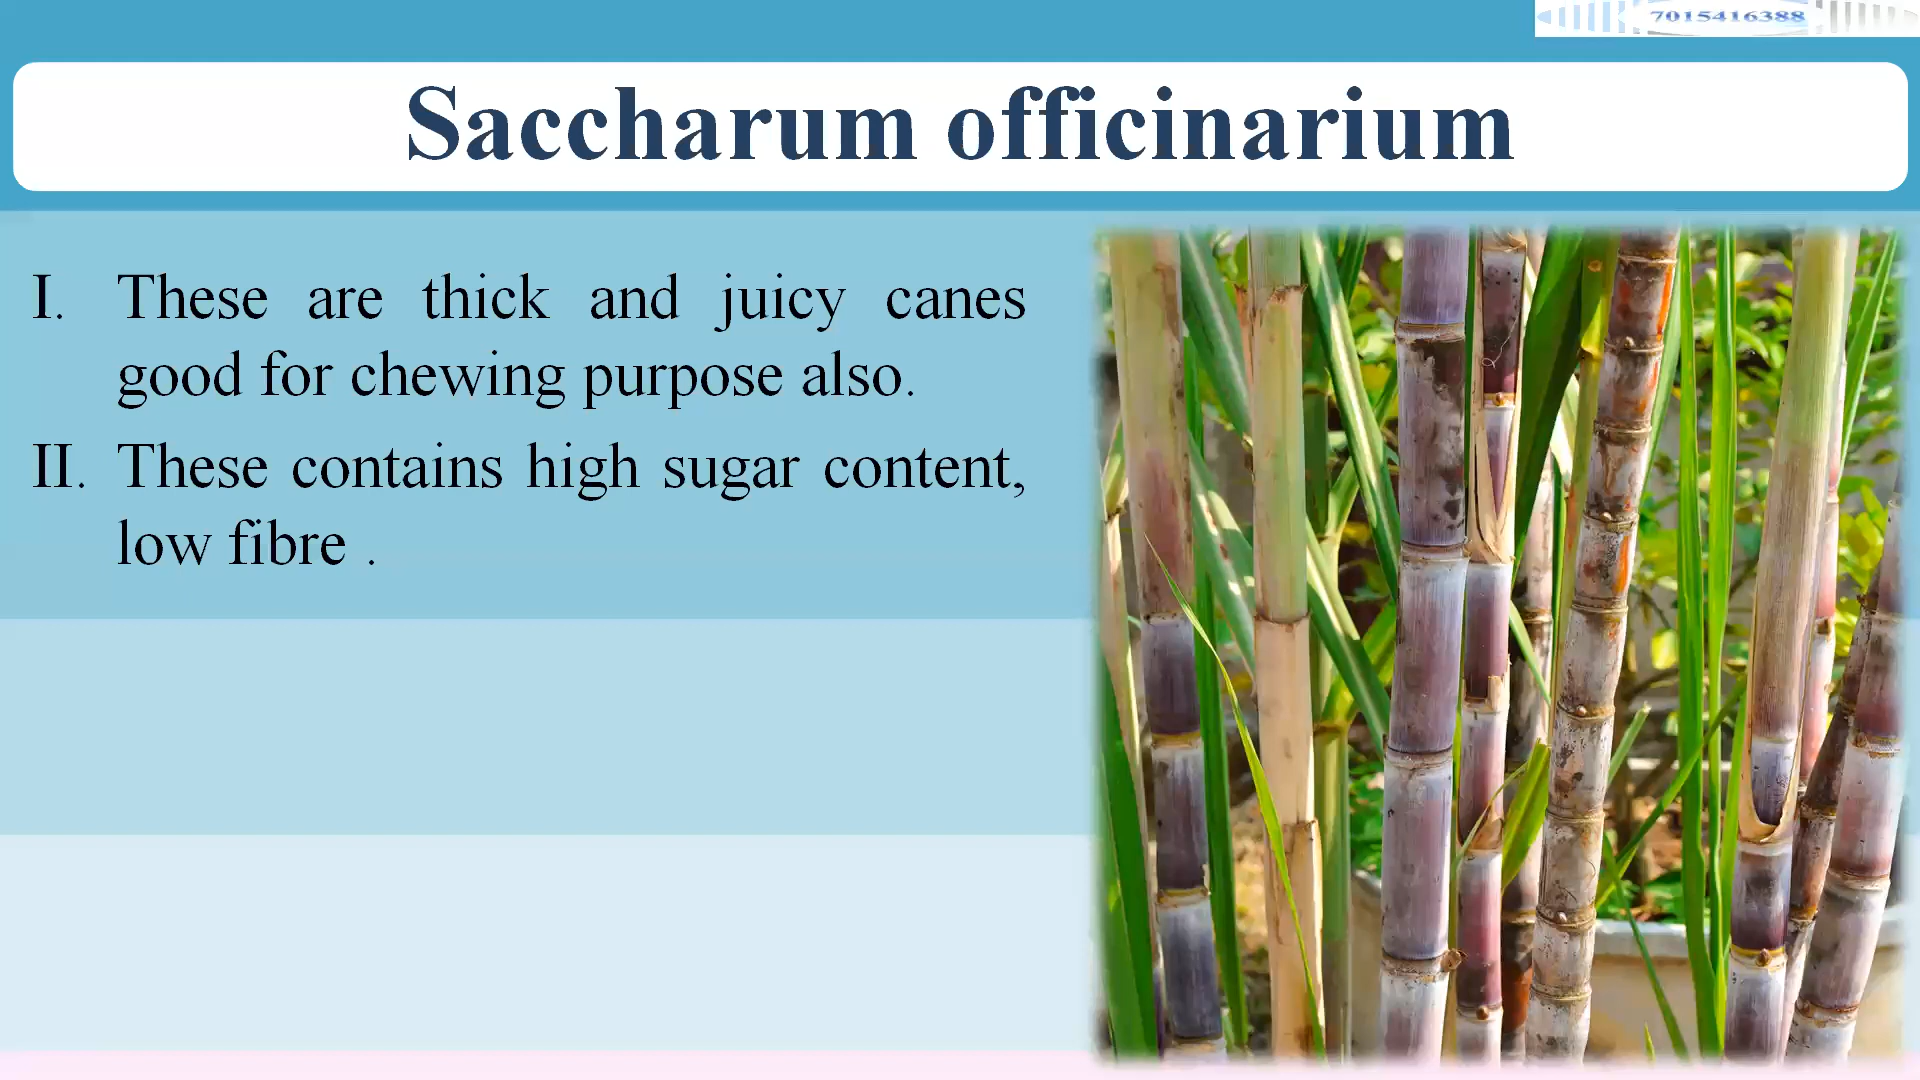 7015416388
Saccharum officinarium
I. These are thick and juicy canes
good for chewing purpose also.
II. These contains high sugar content,
low fibre .